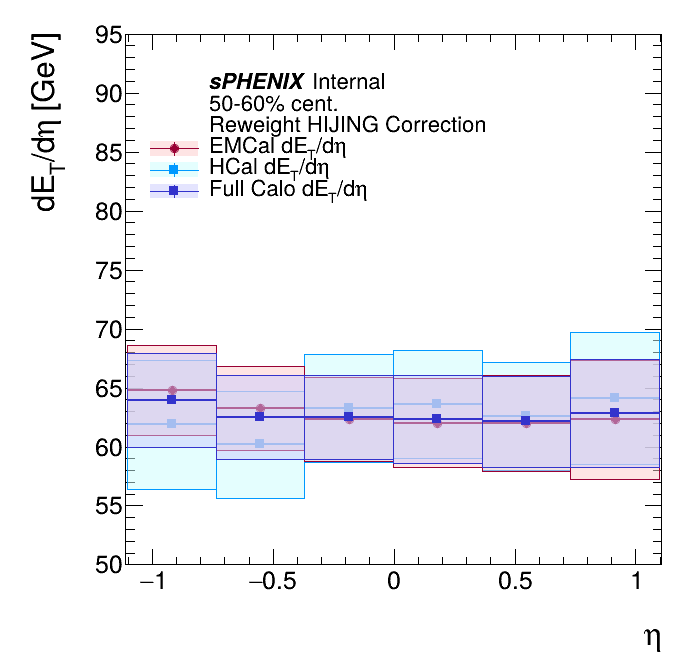 dE_T/dη [GeV]
95
90
85
80
75
70
65
60
55
50
sPHENIX Internal
50-60% cent.
Reweight HIJING Correction
EMCal dE_T/dη
HCal dE_T/dη
Full Calo dE_T/dη
−1
−0.5
0
0.5
1
η